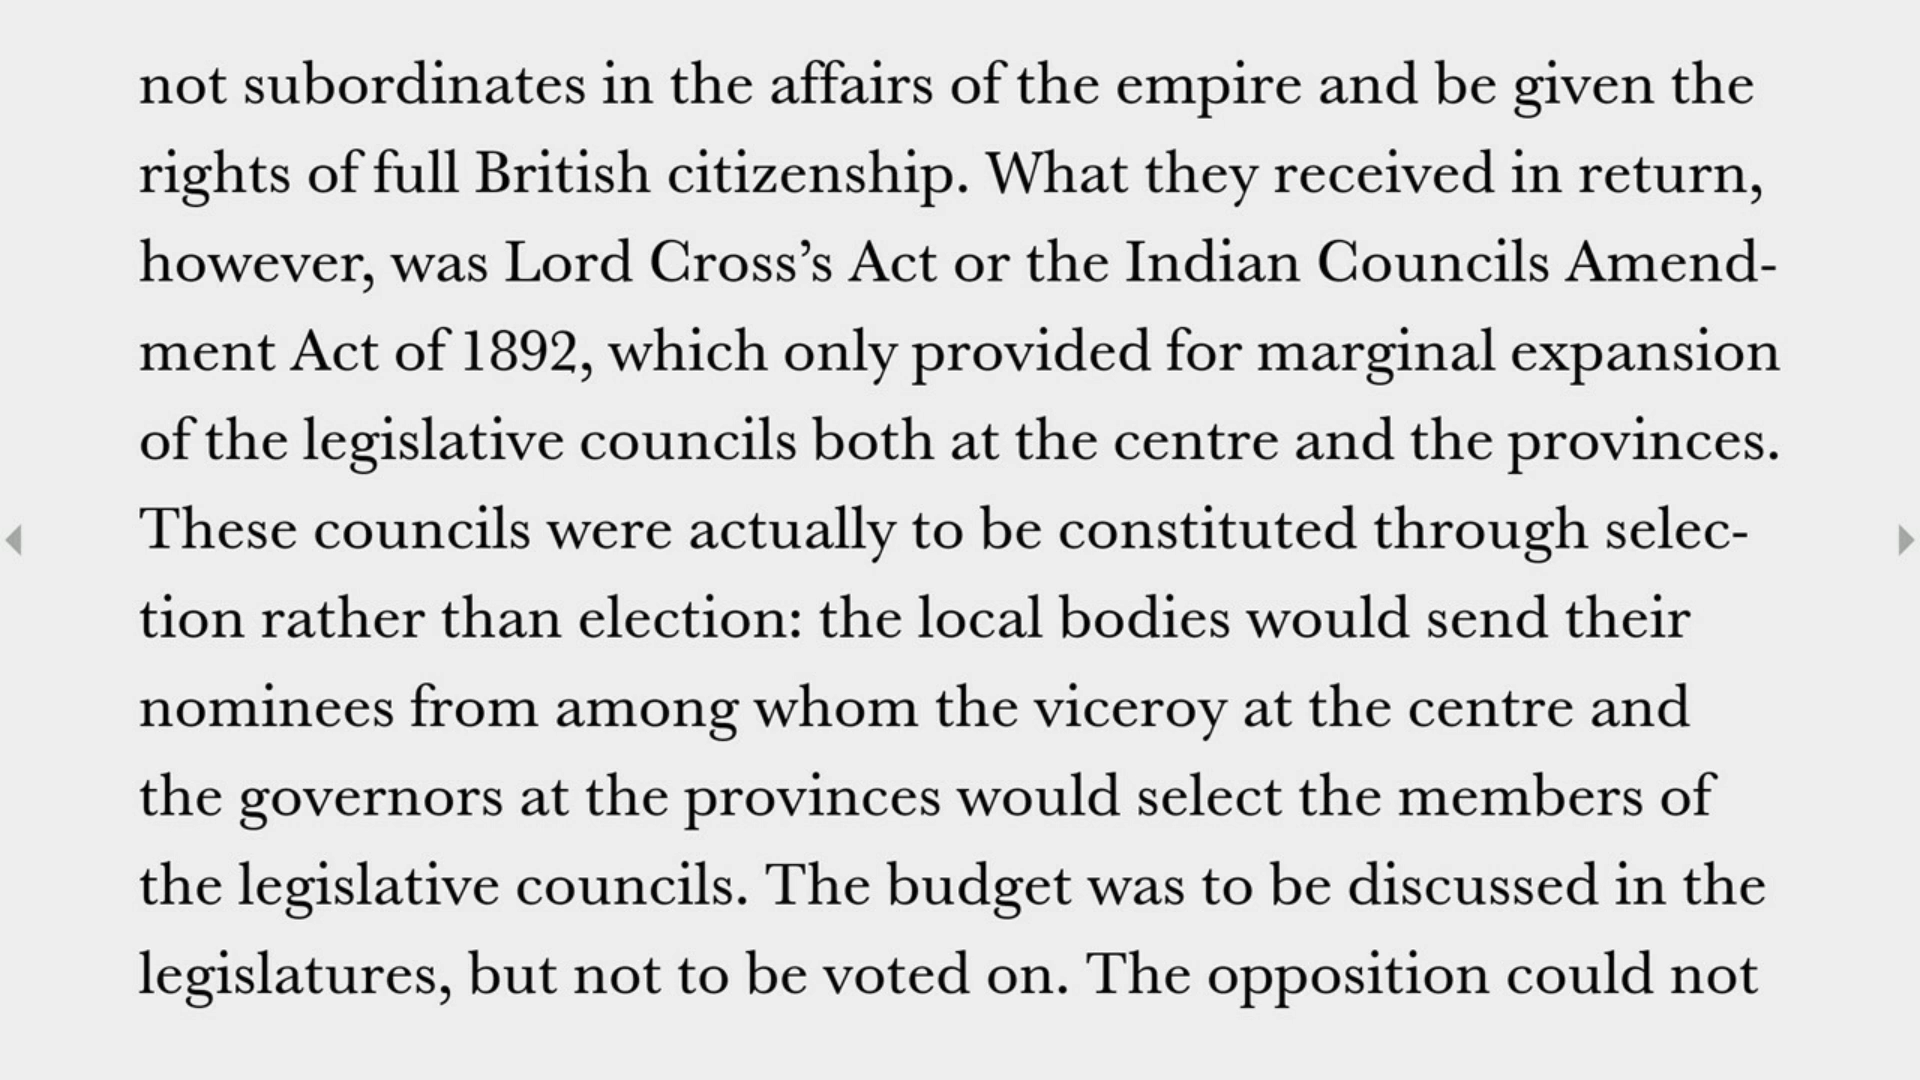 not subordinates in the affairs of the empire and be given the
rights of full British citizenship. What they received in return,
however, was Lord Cross’s Act or the Indian Councils Amend-
ment Act of 1892, which only provided for marginal expansion
of the legislative councils both at the centre and the provinces.
These councils were actually to be constituted through selec-
tion rather than election: the local bodies would send their
nominees from among whom the viceroy at the centre and
the governors at the provinces would select the members of
the legislative councils. The budget was to be discussed in the
legislatures, but not to be voted on. The opposition could not